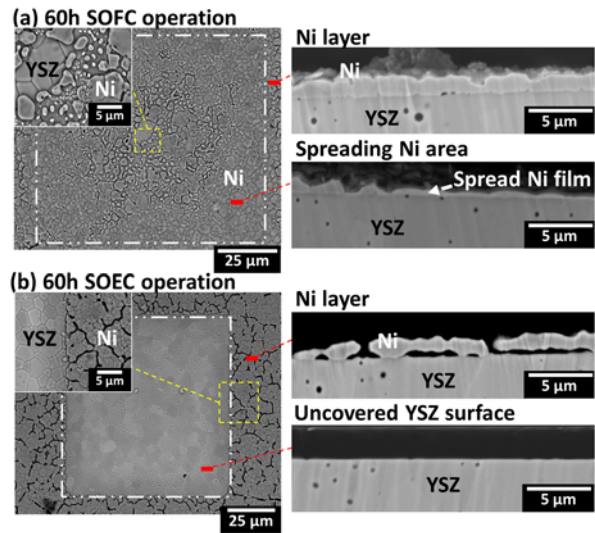 (a) 60h SOFC operation
YSZ
Ni
5 μm
Ni
25 μm
Ni layer
Ni
YSZ
5 μm
Spreading Ni area
Spread Ni film
YSZ
5 μm
(b) 60h SOEC operation
YSZ
Ni
5 μm
25 μm
Ni layer
Ni
YSZ
5 μm
Uncovered YSZ surface
YSZ
5 μm